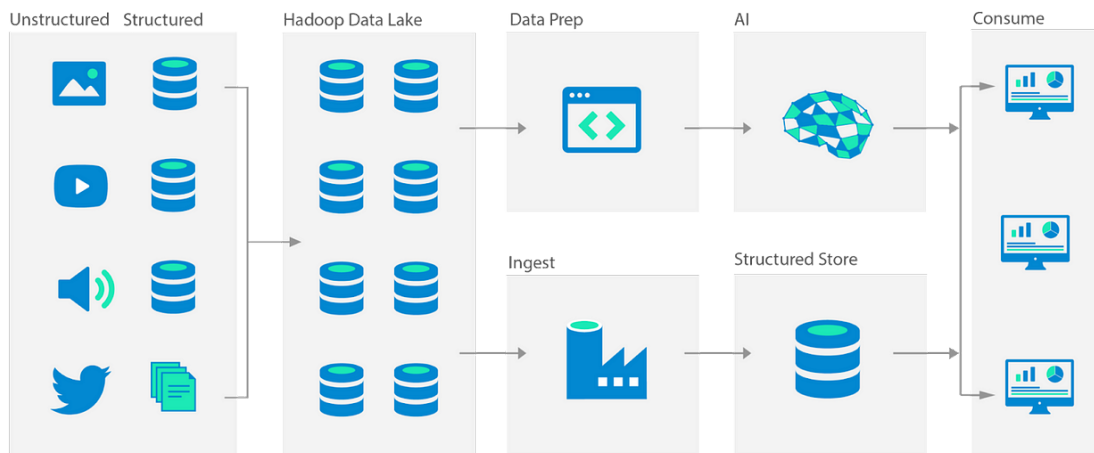 Unstructured
Structured
Hadoop Data Lake
Data Prep
AI
Consume
Ingest
Structured Store